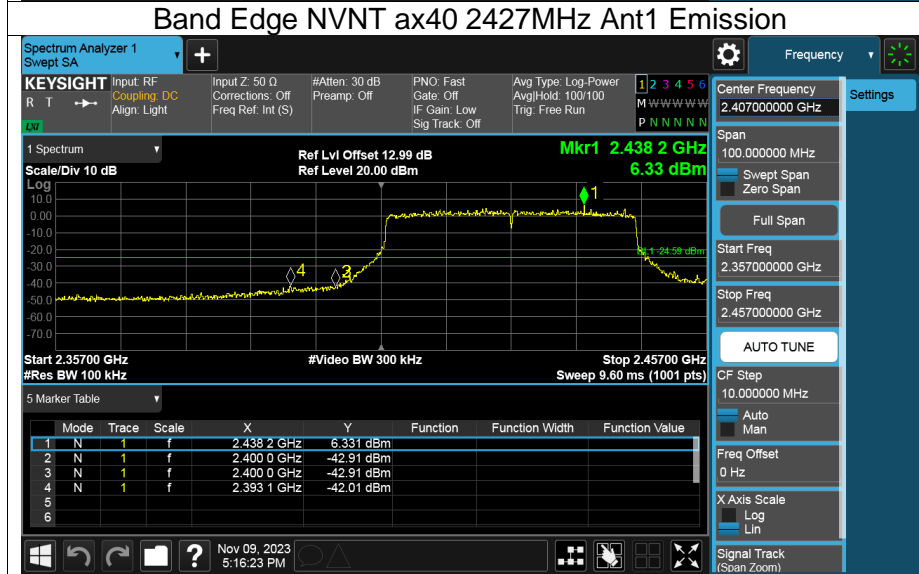 Band Edge NVNT ax40 2427MHz Ant1 Emission
Spectrum Analyzer 1
Swept SA
+
Frequency
KEYSIGHT
R T
LXI
Input: RF
Coupling: DC
Align: Light
Input Z: 50 Ω
Corrections: Off
Freq Ref: Int (S)
#Atten: 30 dB
Preamp: Off
PNO: Fast
Gate: Off
IF Gain: Low
Sig Track: Off
Avg Type: Log-Power
Avg|Hold: 100/100
Trig: Free Run
1 2 3 4 5 6
M W W W W W
P N N N N N
1 Spectrum
Scale/Div 10 dB
Ref Lvl Offset 12.99 dB
Ref Level 20.00 dBm
Mkr1 2.438 2 GHz
6.33 dBm
Log
10.0
0.00
-10.0
-20.0
-30.0
-40.0
-50.0
-60.0
-70.0
1
4
DL1 -24.59 dBm
Start 2.35700 GHz
#Res BW 100 kHz
#Video BW 300 kHz
Stop 2.45700 GHz
Sweep 9.60 ms (1001 pts)
5 Marker Table
Mode Trace Scale X Y Function Function Width Function Value
1 N 1 f 2.438 2 GHz 6.331 dBm
2 N 1 f 2.400 0 GHz -42.91 dBm
3 N 1 f 2.400 0 GHz -42.91 dBm
4 N 1 f 2.393 1 GHz -42.01 dBm
5
6
?
Nov 09, 2023
5:16:23 PM
Center Frequency
2.407000000 GHz
Settings
Span
100.000000 MHz
Swept Span
Zero Span
Full Span
Start Freq
2.357000000 GHz
Stop Freq
2.457000000 GHz
AUTO TUNE
CF Step
10.000000 MHz
Auto
Man
Freq Offset
0 Hz
X Axis Scale
Log
Lin
Signal Track
(Span Zoom)